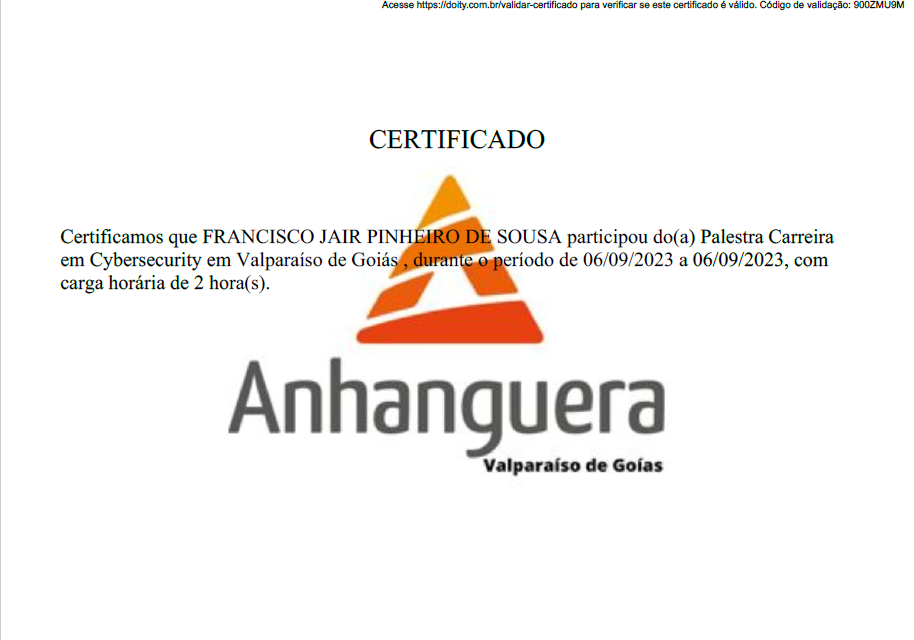 Acesse https://doity.com.br/validar-certificado para verificar se este certificado é válido. Código de validação: 900ZMU9M
CERTIFICADO
Certificamos que FRANCISCO JAIR PINHEIRO DE SOUSA participou do(a) Palestra Carreira
em Cybersecurity em Valparaíso de Goiás , durante o período de 06/09/2023 a 06/09/2023, com
carga horária de 2 hora(s).
Anhanguera
Valparaíso de Goías